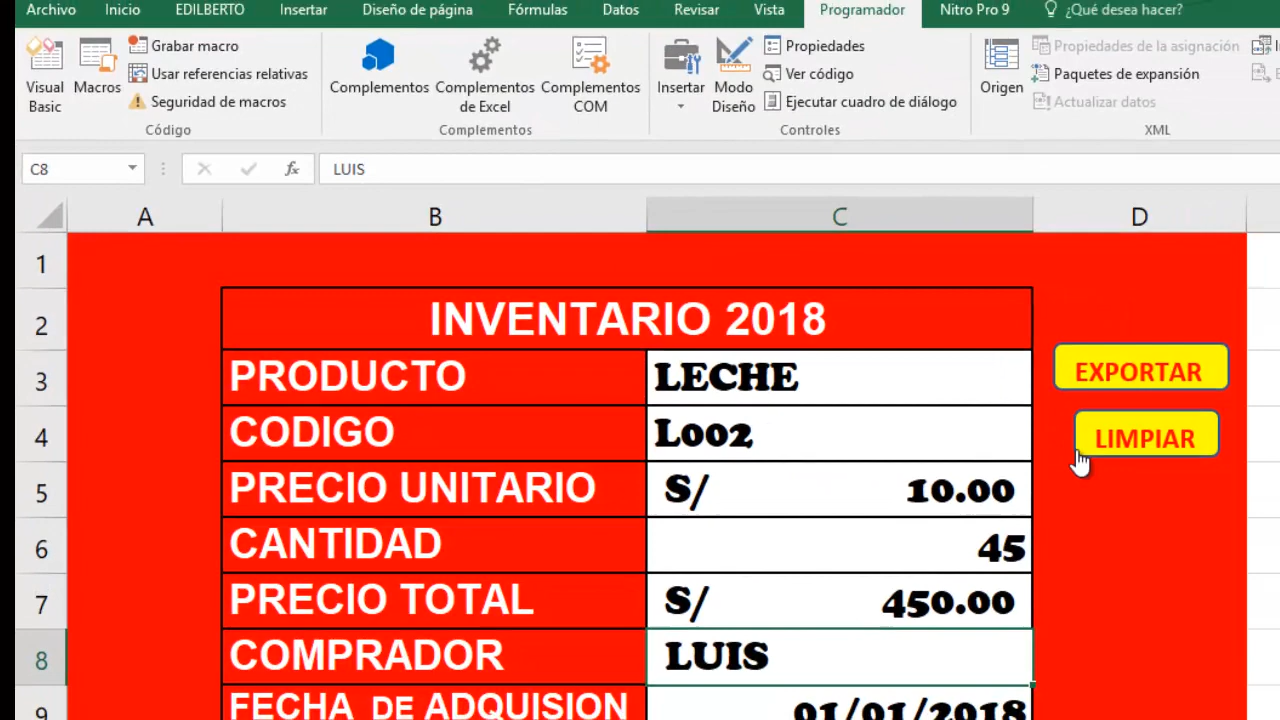 Archivo Inicio EDILBERTO Insertar Diseño de página Fórmulas Datos Revisar Vista Programador Nitro Pro 9 ¿Qué desea hacer?
Visual Basic
Macros
Grabar macro
Usar referencias relativas
Seguridad de macros
Código
Complementos
Complementos de Excel
Complementos COM
Complementos
Insertar
Modo Diseño
Propiedades
Ver código
Ejecutar cuadro de diálogo
Controles
Origen
Propiedades de la asignación
Paquetes de expansión
Actualizar datos
XML
C8 fx LUIS
A B C D
1
2 INVENTARIO 2018
3 PRODUCTO LECHE EXPORTAR
4 CODIGO L002 LIMPIAR
5 PRECIO UNITARIO S/ 10.00
6 CANTIDAD 45
7 PRECIO TOTAL S/ 450.00
8 COMPRADOR LUIS
9 FECHA DE ADQUISION 01/01/2018